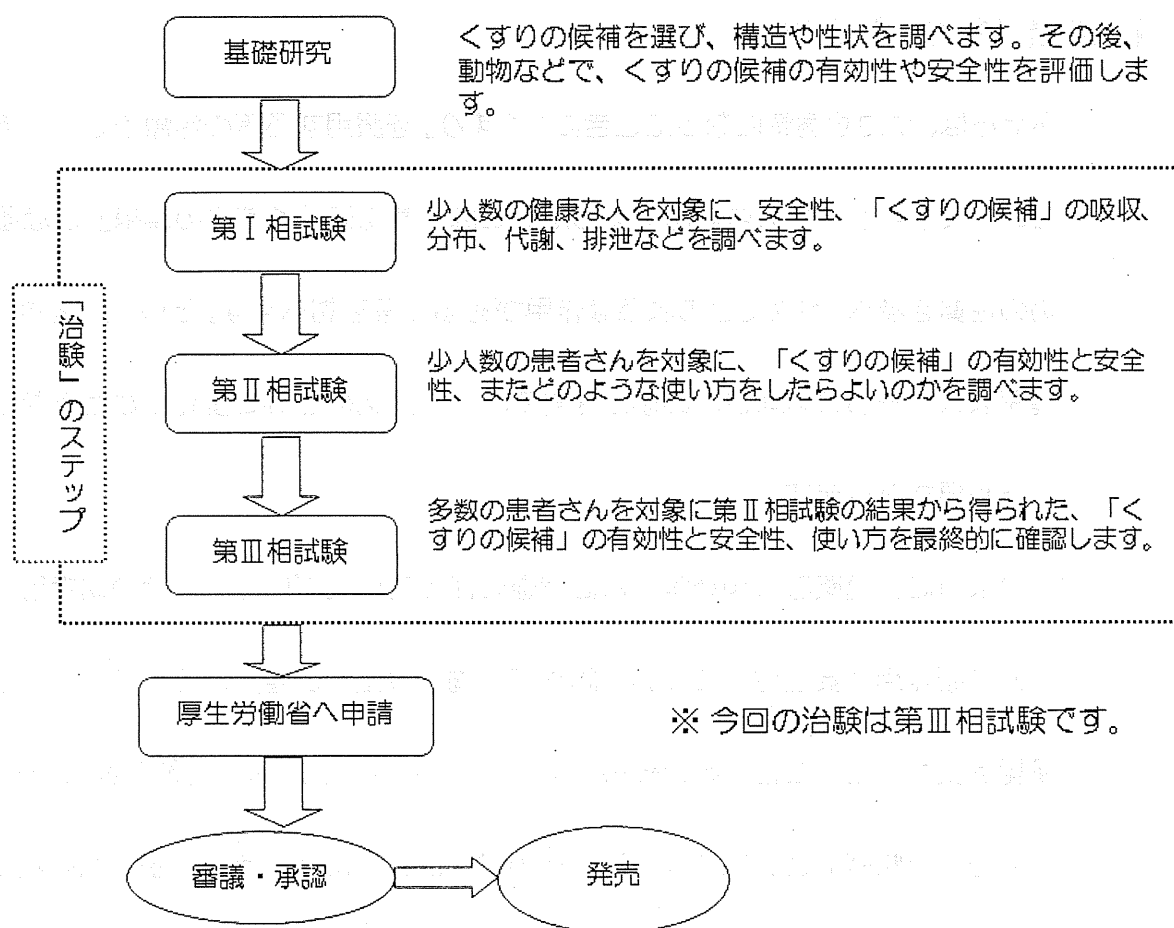 基礎研究
くすりの候補を選び、構造や性状を調べます。その後、
動物などで、くすりの候補の有効性や安全性を評価しま
す。
「治験」のステップ
第Ⅰ相試験
少人数の健康な人を対象に、安全性、「くすりの候補」の吸収、
分布、代謝、排泄などを調べます。
第Ⅱ相試験
少人数の患者さんを対象に、「くすりの候補」の有効性と安全
性、またどのような使い方をしたらよいのかを調べます。
第Ⅲ相試験
多数の患者さんを対象に第Ⅱ相試験の結果から得られた、「く
すりの候補」の有効性と安全性、使い方を最終的に確認します。
厚生労働省へ申請
※ 今回の治験は第Ⅲ相試験です。
審議・承認
発売